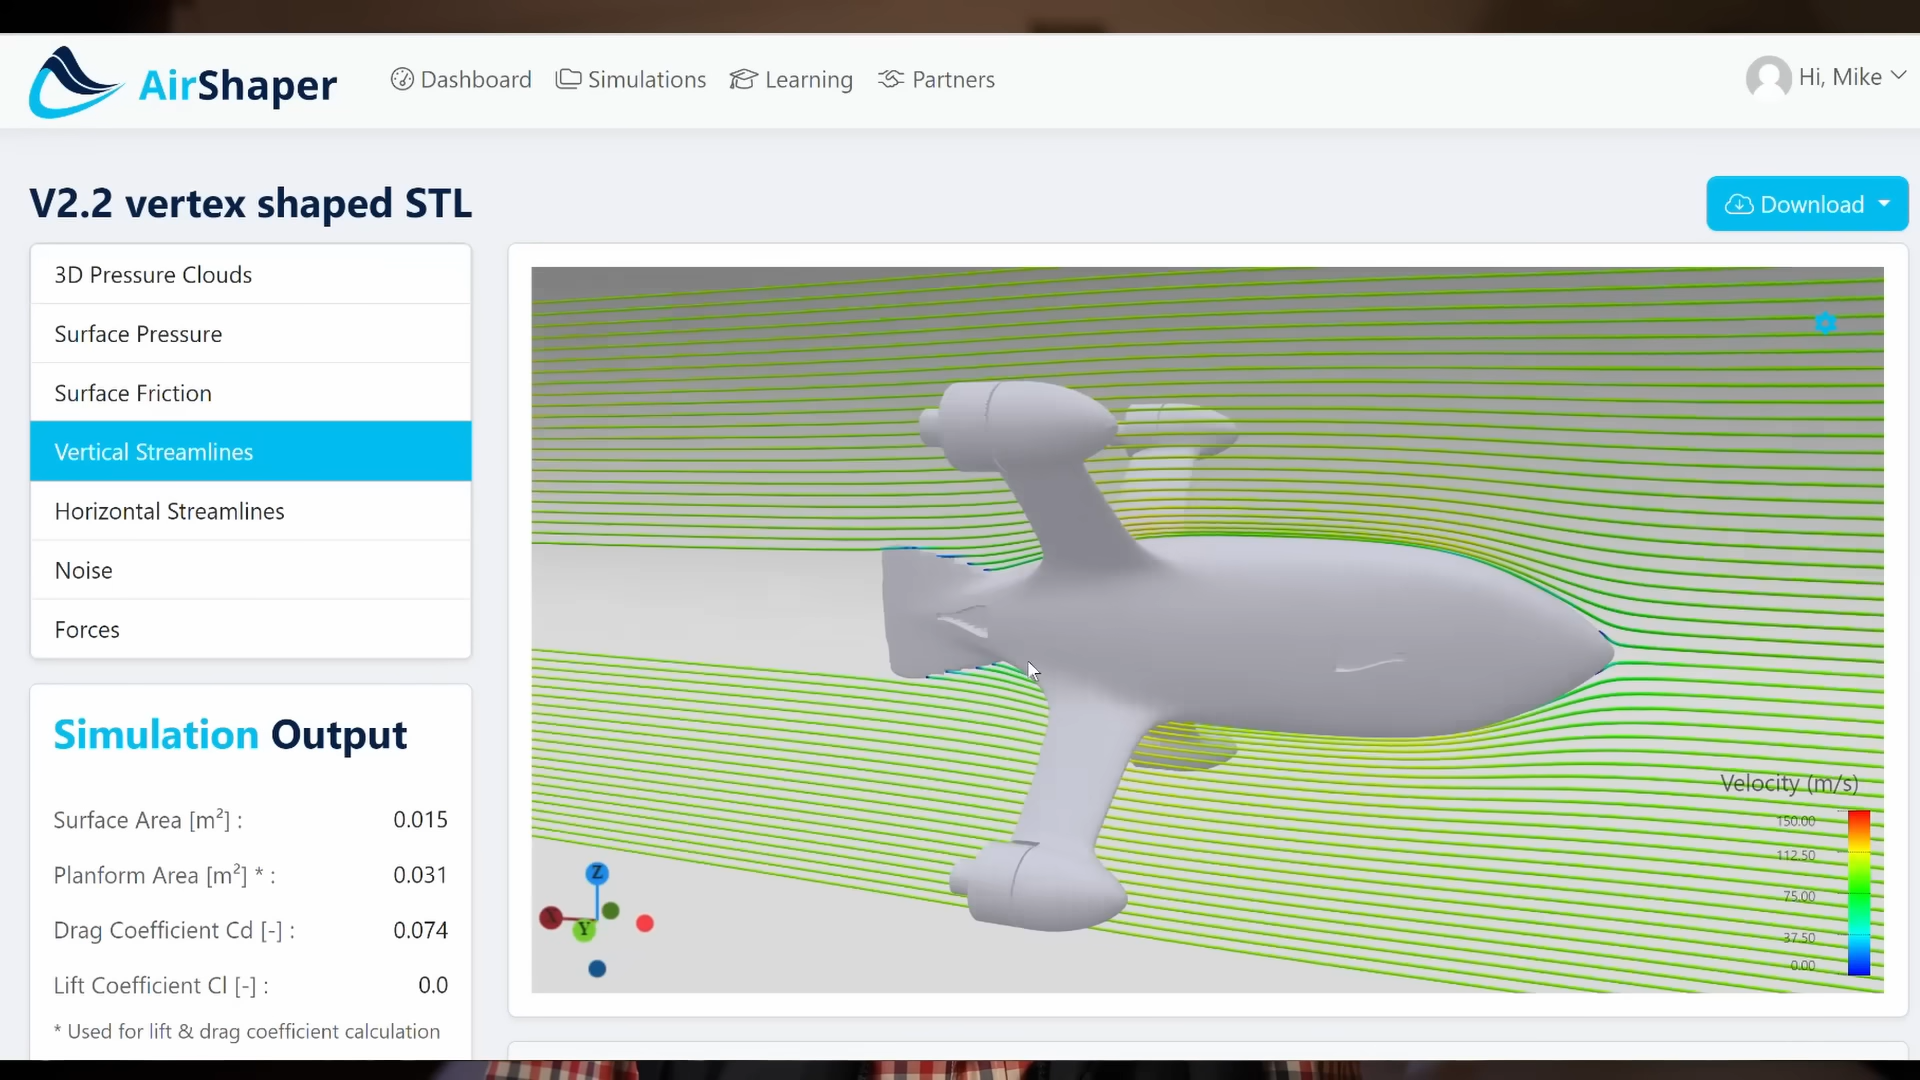 AirShaper
Dashboard
Simulations
Learning
Partners
Hi, Mike
V2.2 vertex shaped STL
Download
3D Pressure Clouds
Surface Pressure
Surface Friction
Vertical Streamlines
Horizontal Streamlines
Noise
Forces
Simulation Output
Surface Area [m²] : 0.015
Planform Area [m²] * : 0.031
Drag Coefficient Cd [-] : 0.074
Lift Coefficient Cl [-] : 0.0
* Used for lift & drag coefficient calculation
Velocity (m/s)
150.00
112.50
75.00
37.50
0.00
Z
X
Y